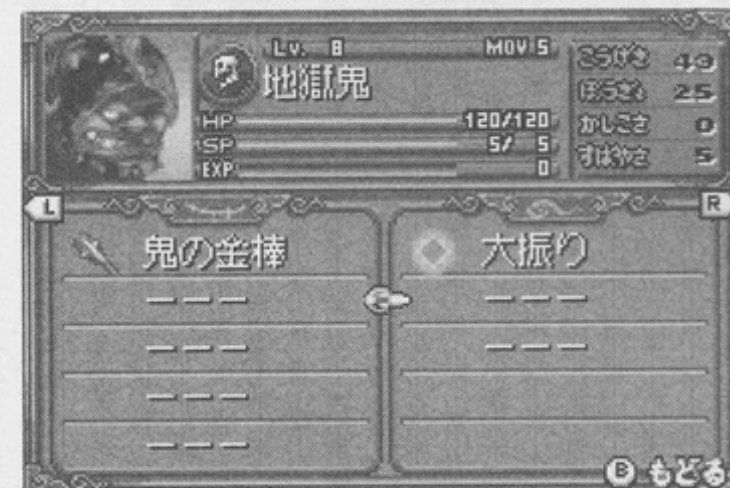 Lv. 8 MOV 5
地獄鬼
HP 120/120
SP 5/ 5
EXP 0
こうげき 43
ぼうぎょ 25
かしこさ 0
すばやさ 5
L R
鬼の金棒
---
---
---
---
大振り
---
---
B もどる